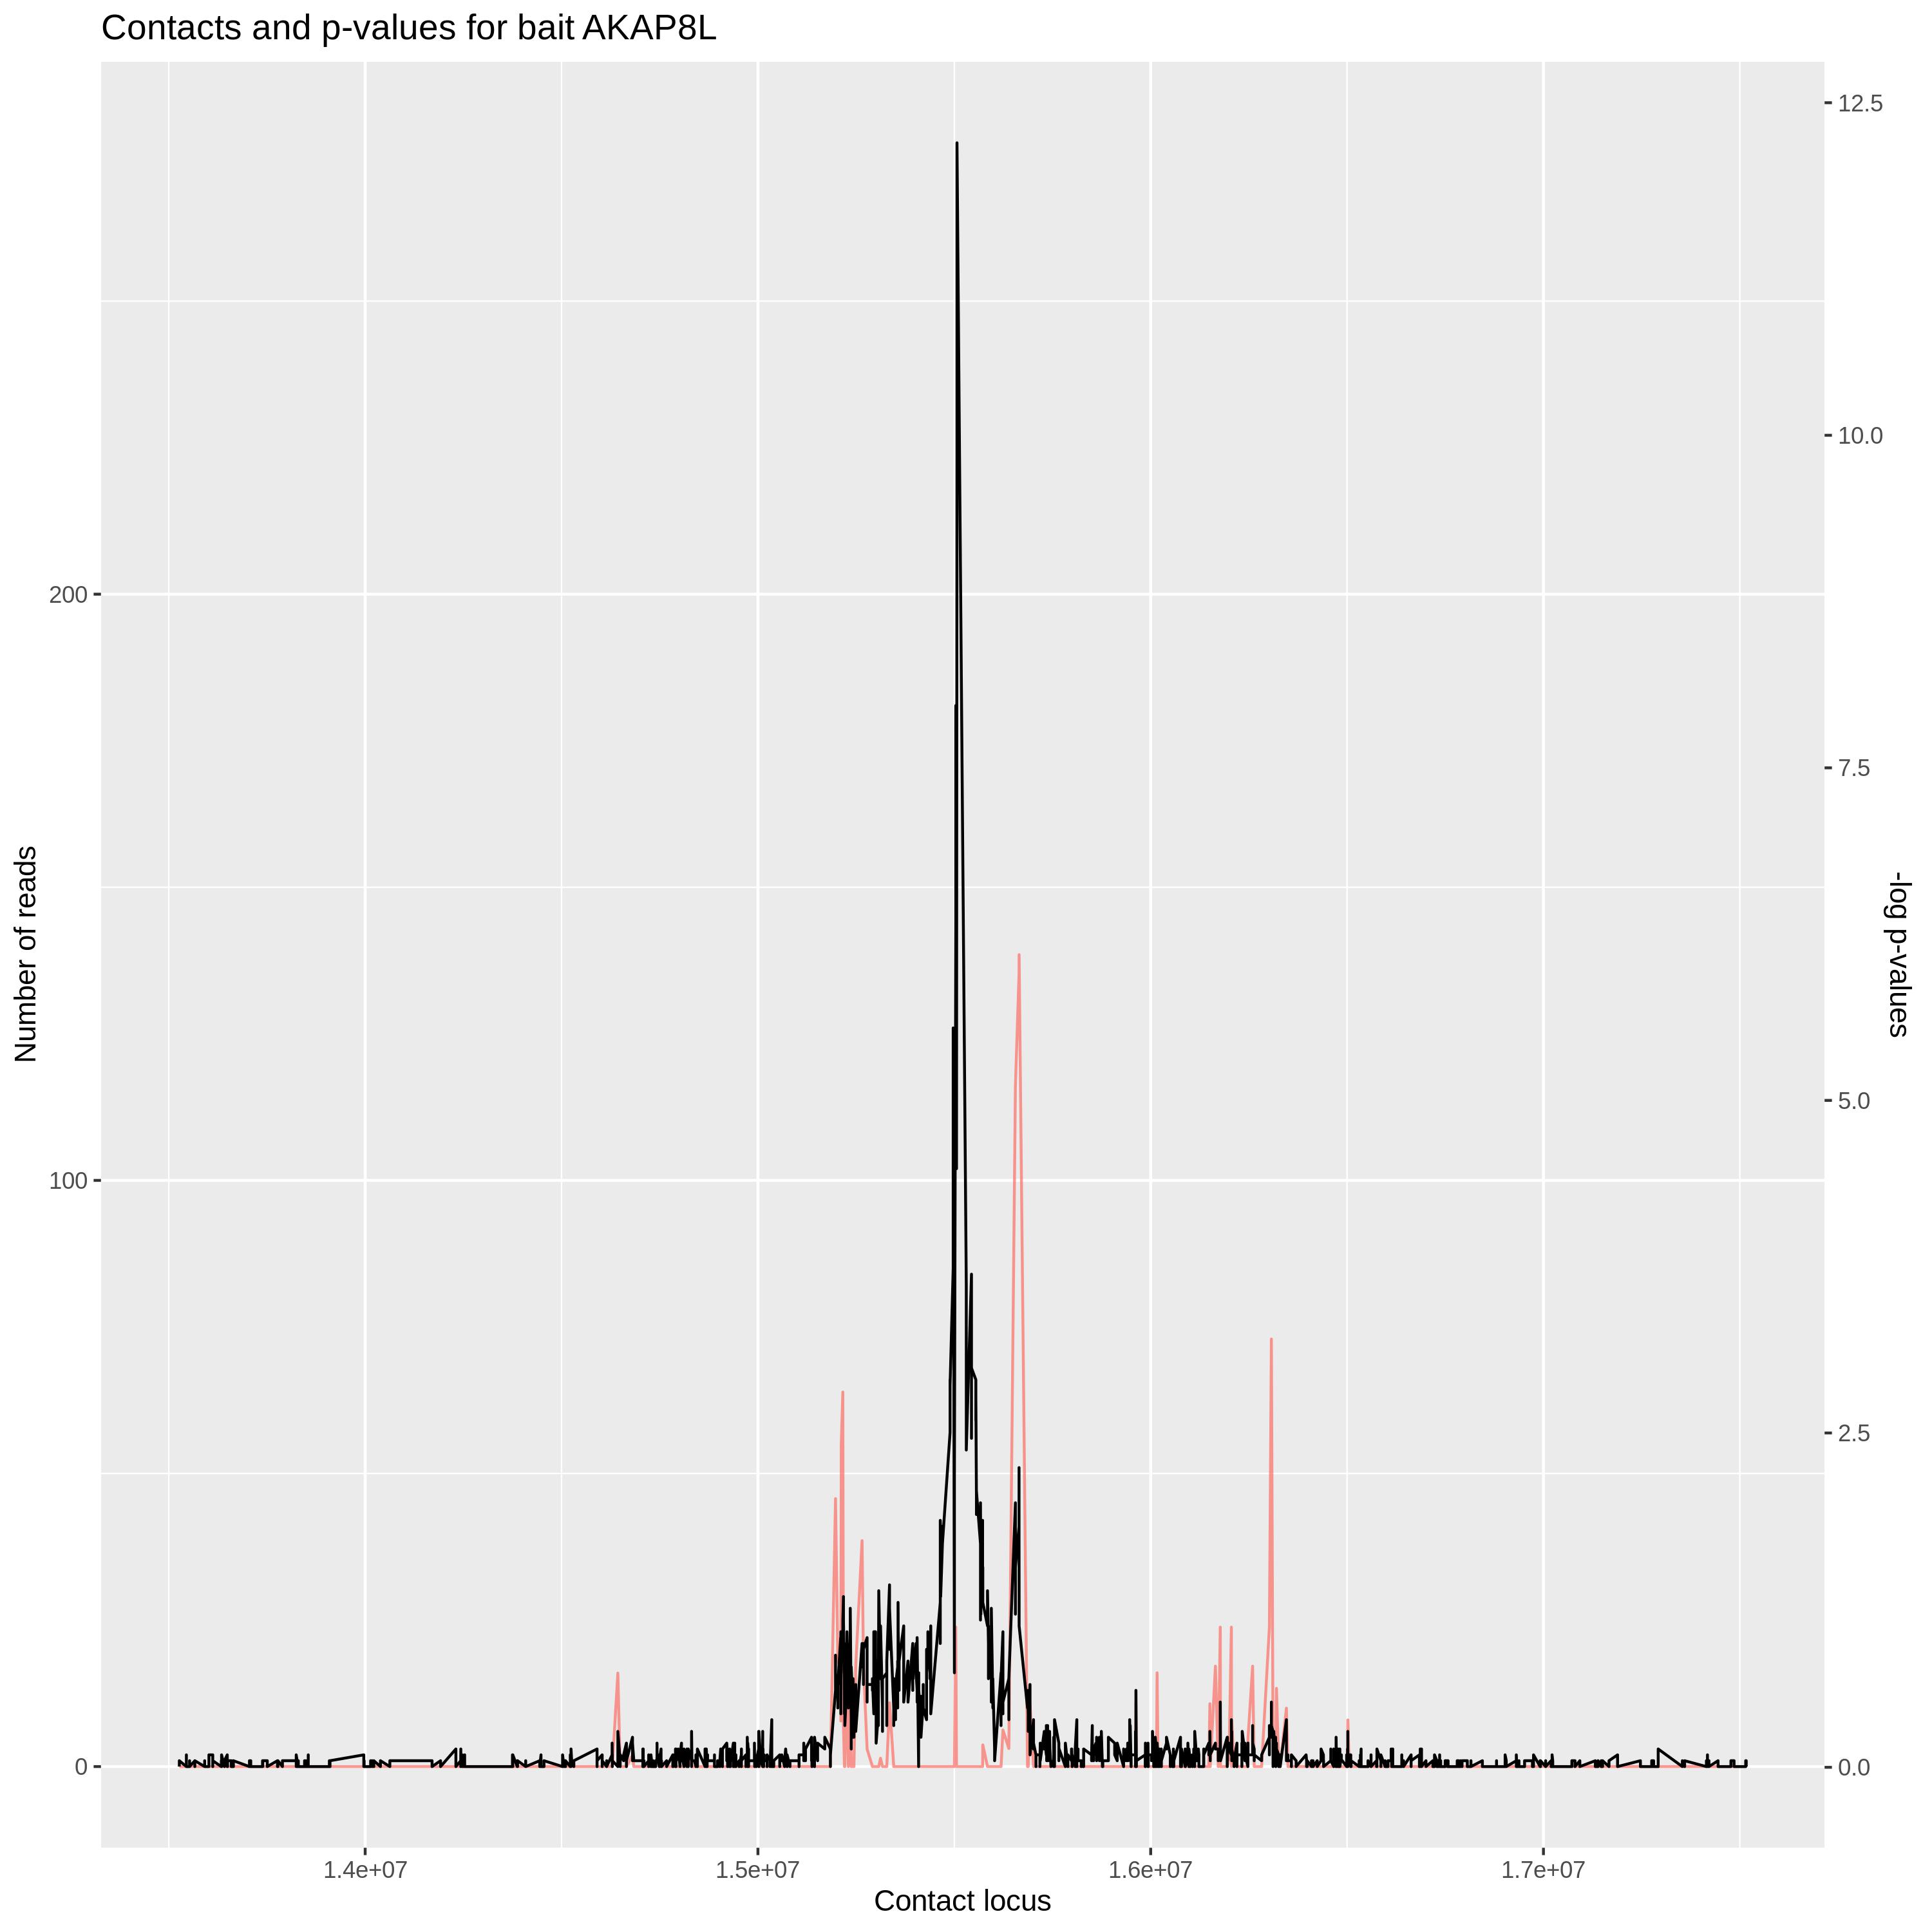 Contacts and p-values for bait AKAP8L
12.5
10.0
200
7.5
Number of reads
-log p-values
5.0
100
2.5
0
0.0
1.4e+07
1.5e+07
1.6e+07
1.7e+07
Contact locus